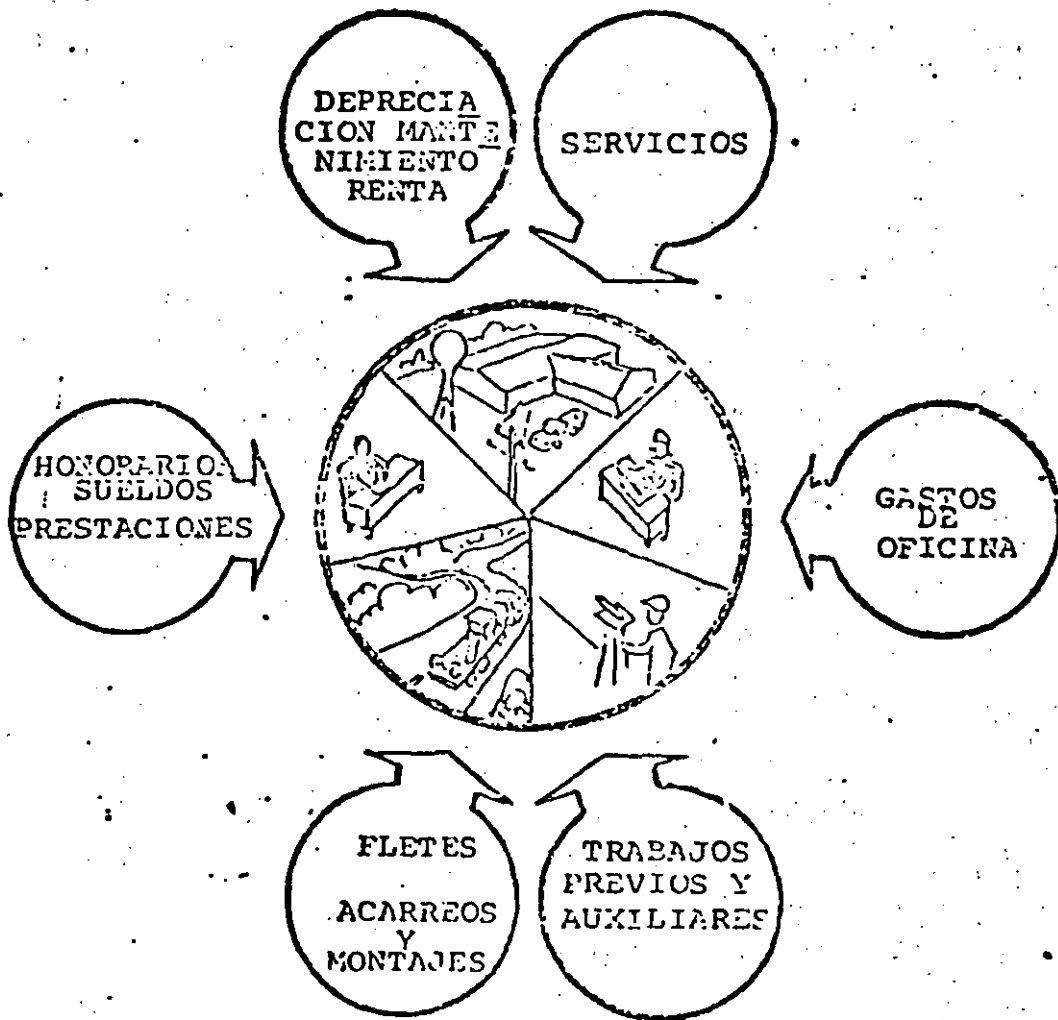 DEPRECIA
CION MANTE
NIMIENTO
RENTA
SERVICIOS
HONORARIOS
SUELDOS
PRESTACIONES
GASTOS
DE
OFICINA
FLETES
ACARREOS
Y
MONTAJES
TRABAJOS
PREVIOS Y
AUXILIARES